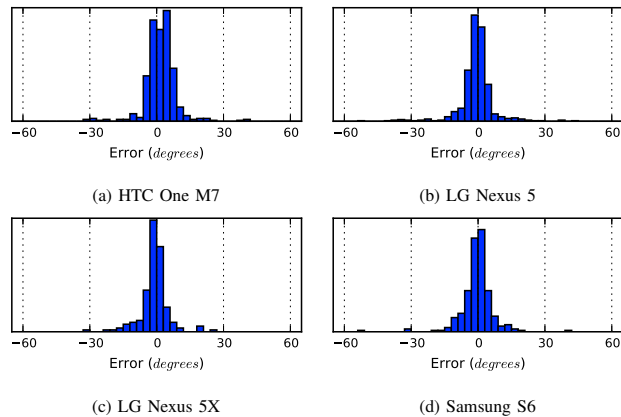 −60 −30 0 30 60 −60 −30 0 30 60
Error (degrees) Error (degrees)
(a) HTC One M7 (b) LG Nexus 5
−60 −30 0 30 60 −60 −30 0 30 60
Error (degrees) Error (degrees)
(c) LG Nexus 5X (d) Samsung S6